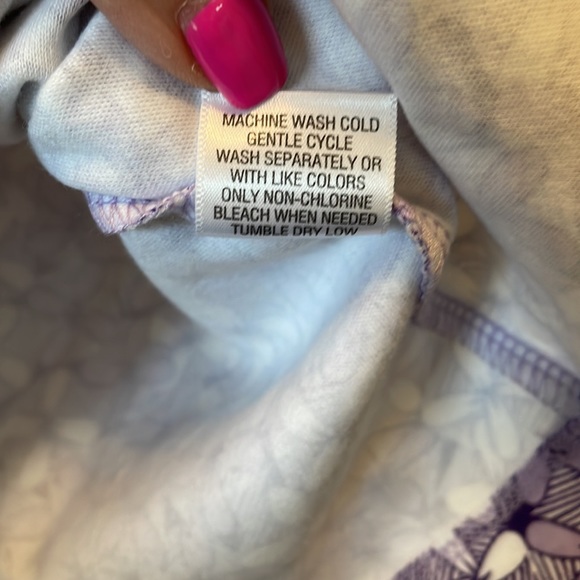 MACHINE WASH COLD
GENTLE CYCLE
WASH SEPARATELY OR
WITH LIKE COLORS
ONLY NON-CHLORINE
BLEACH WHEN NEEDED
TUMBLE DRY LOW